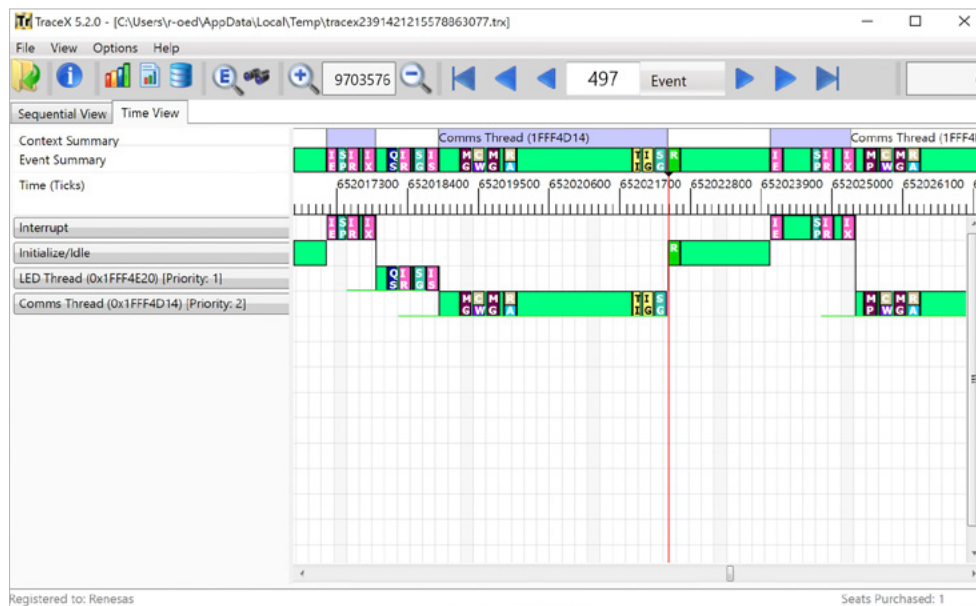 TraceX 5.2.0 - [C:\Users\r-oed\AppData\Local\Temp\tracex2391421215578863077.trx]
File View Options Help
9703576 497 Event
Sequential View Time View
Context Summary Comms Thread (1FFF4D14) Comms Thread (1FFF4
Event Summary
Time (Ticks) 652017300 652018400 652019500 652020600 652021700 652022800 652023900 652025000 652026100
Interrupt
Initialize/Idle
LED Thread (0x1FFF4E20) [Priority: 1]
Comms Thread (0x1FFF4D14) [Priority: 2]
Registered to: Renesas Seats Purchased: 1